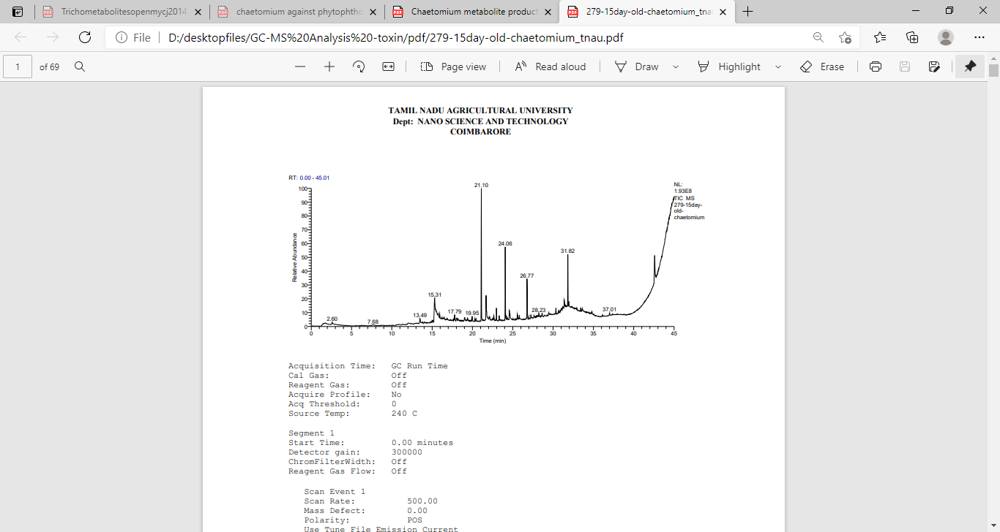 Trichometabolitesopenmycj2014
chaetomium against phytophtho
Chaetomium metabolite product
279-15day-old-chaetomium_tna
File
D:/desktopfiles/GC-MS%20Analysis%20-toxin/pdf/279-15day-old-chaetomium_tnau.pdf
1 of 69
Page view
Read aloud
Draw
Highlight
Erase
TAMIL NADU AGRICULTURAL UNIVERSITY
Dept: NANO SCIENCE AND TECHNOLOGY
COIMBARORE
RT: 0.00 - 45.01
NL:
1.93E8
TIC MS
279-15day-
old-
chaetomium
Relative Abundance
100
90
80
70
60
50
40
30
20
10
0
21.10
24.06
31.82
26.77
15.31
13.49
17.79
19.95
28.23
37.01
2.60
7.68
0 5 10 15 20 25 30 35 40 45
Time (min)
Acquisition Time: GC Run Time
Cal Gas: Off
Reagent Gas: Off
Acquire Profile: No
Acq Threshold: 0
Source Temp: 240 C
Segment 1
Start Time: 0.00 minutes
Detector gain: 300000
ChromFilterWidth: Off
Reagent Gas Flow: Off
Scan Event 1
Scan Rate: 500.00
Mass Defect: 0.00
Polarity: POS
Use Tune File Emission Current